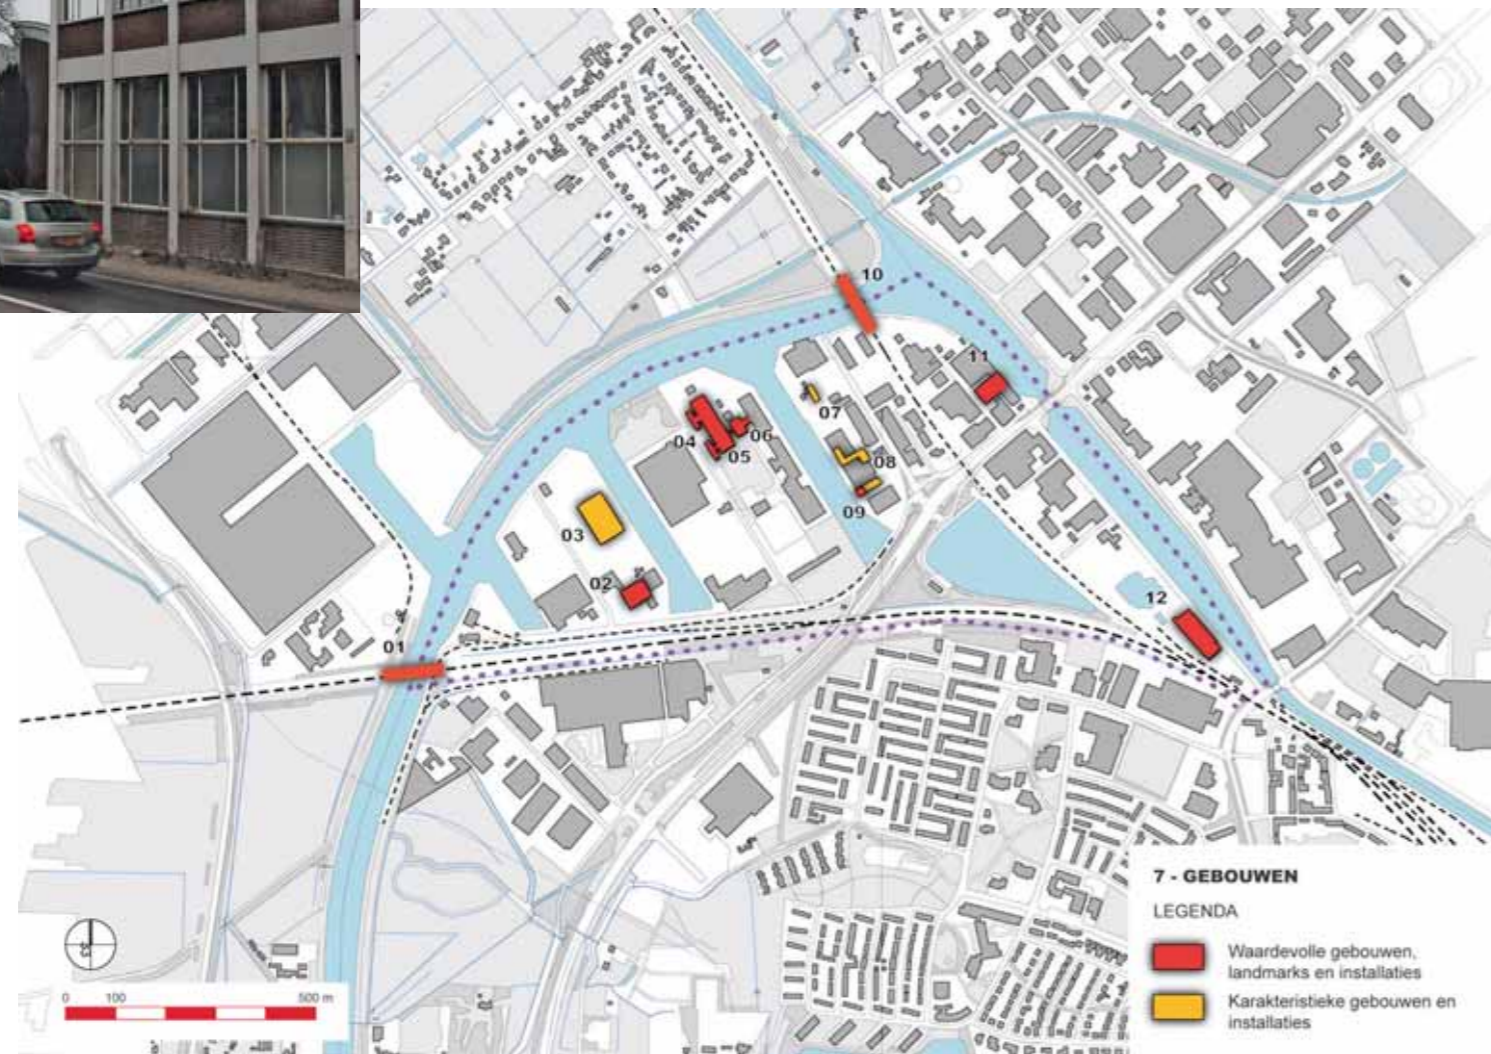 10
11
07
04
06
05
08
09
03
02
12
01
7 - GEBOUWEN
LEGENDA
Waardevolle gebouwen,
landmarks en installaties
Karakteristieke gebouwen en
installaties
0 100 500 m